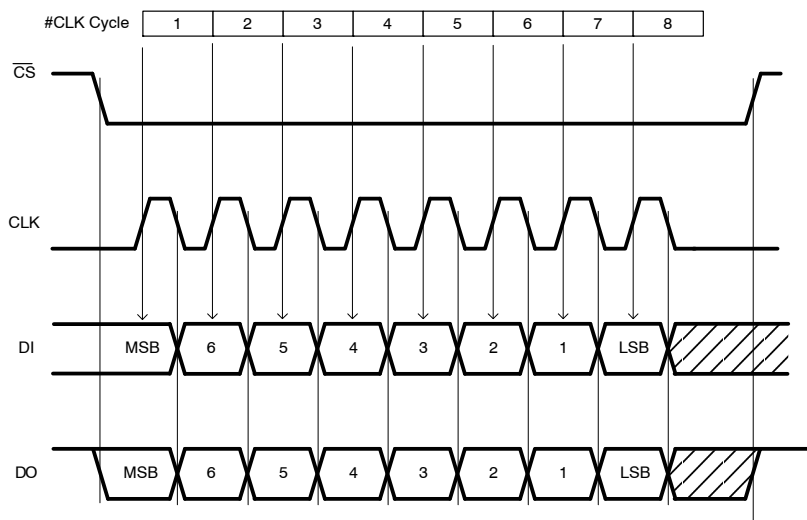 #CLK Cycle 1 2 3 4 5 6 7 8
CS
CLK
DI MSB 6 5 4 3 2 1 LSB
DO MSB 6 5 4 3 2 1 LSB